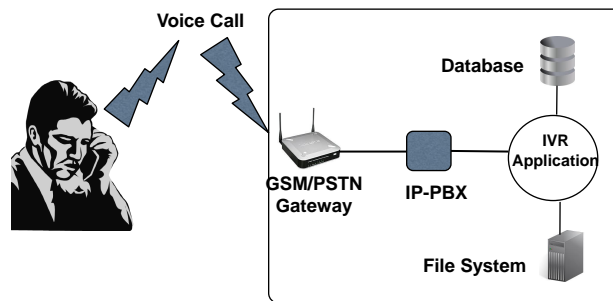 Voice Call
Database
IVR
Application
GSM/PSTN
Gateway
IP-PBX
File System